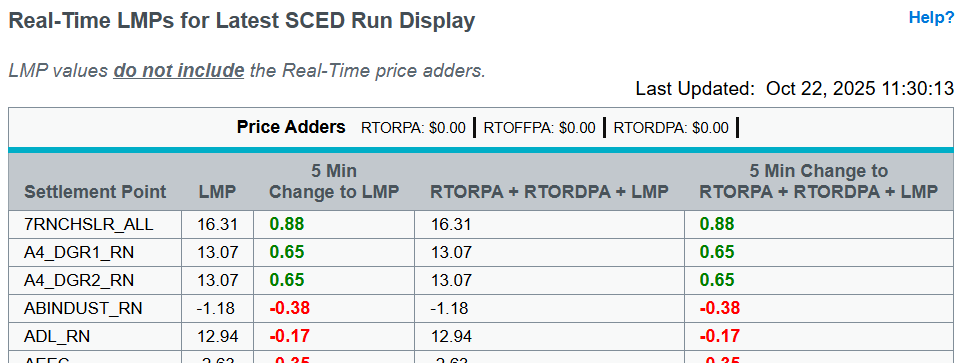 Real-Time LMPs for Latest SCED Run Display
Help?
LMP values do not include the Real-Time price adders.
Last Updated: Oct 22, 2025 11:30:13
Price Adders RTORPA: $0.00 | RTOFFPA: $0.00 | RTORDPA: $0.00 |
Settlement Point LMP 5 Min Change to LMP RTORPA + RTORDPA + LMP 5 Min Change to RTORPA + RTORDPA + LMP
7RNCHSLR_ALL 16.31 0.88 16.31 0.88
A4_DGR1_RN 13.07 0.65 13.07 0.65
A4_DGR2_RN 13.07 0.65 13.07 0.65
ABINDUST_RN -1.18 -0.38 -1.18 -0.38
ADL_RN 12.94 -0.17 12.94 -0.17